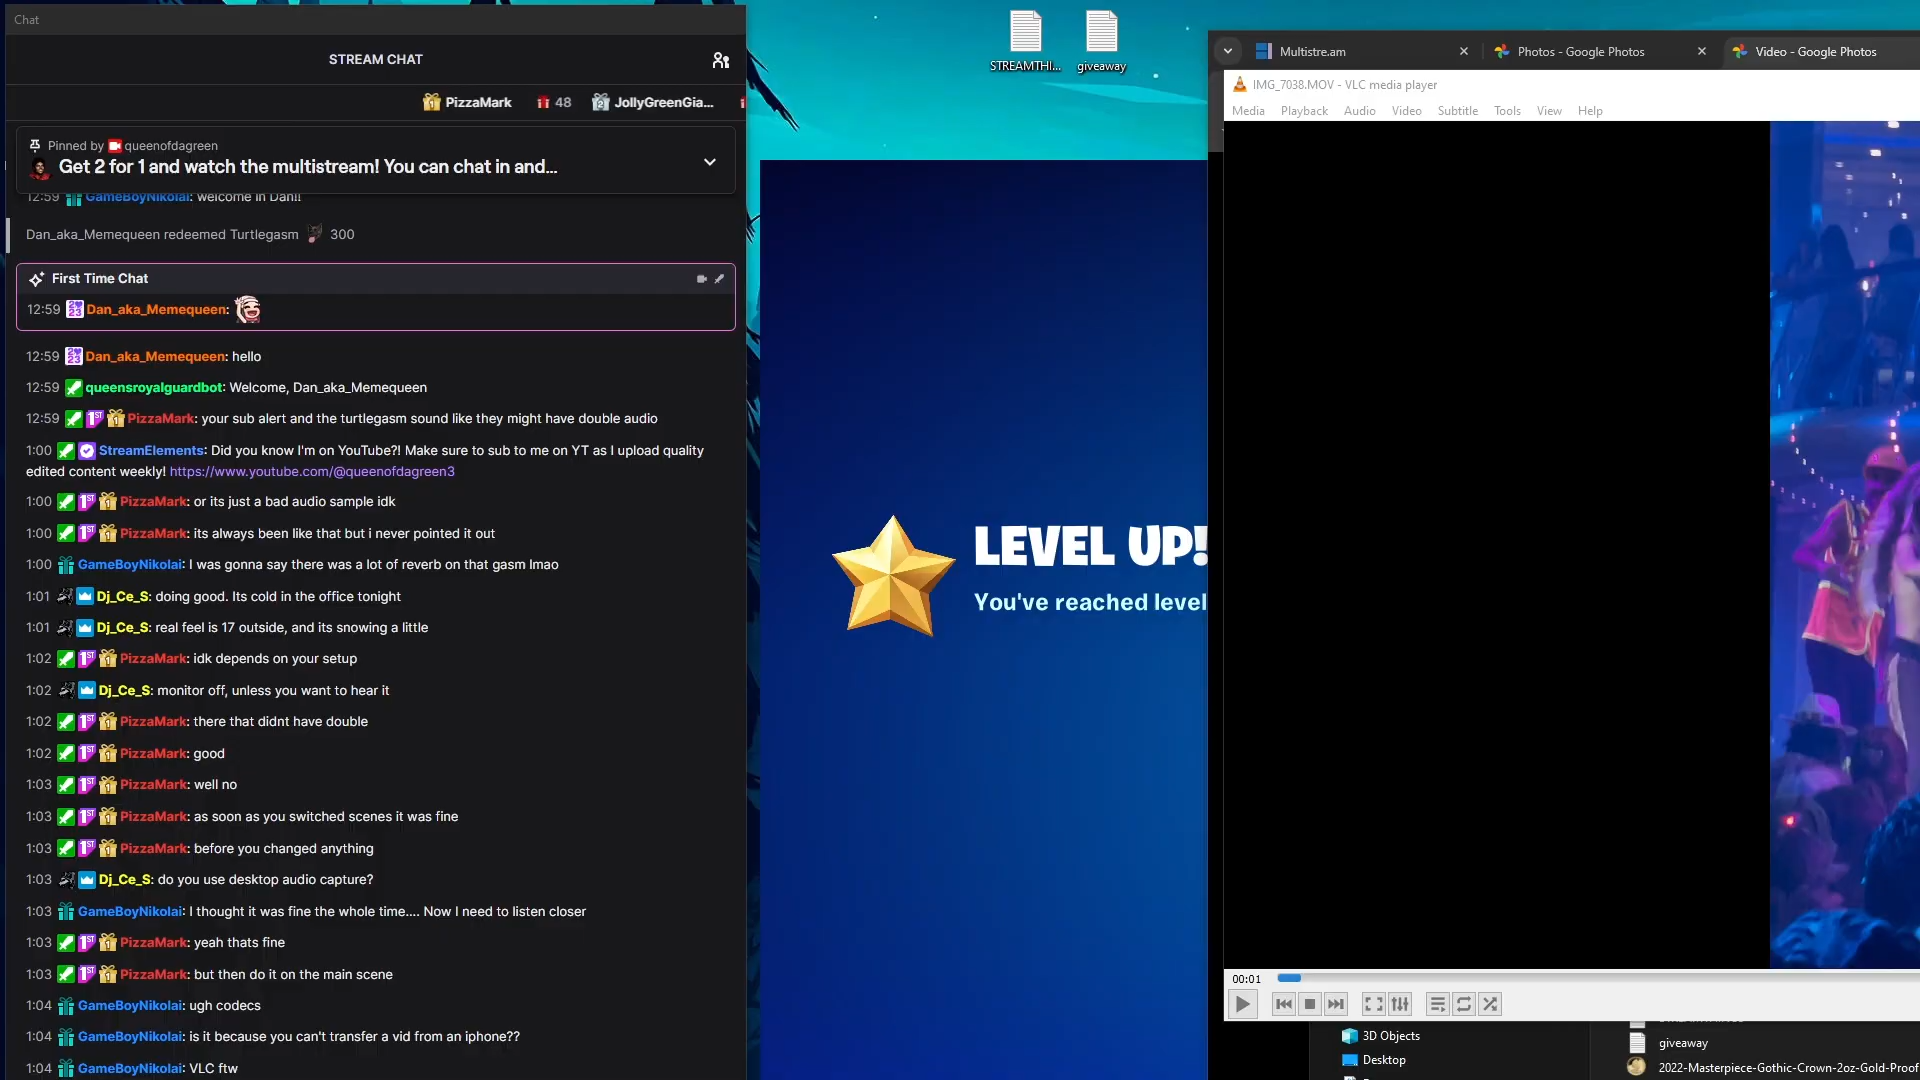 Chat
STREAM CHAT
PizzaMark 48 JollyGreenGia...
Pinned by queenofdagreen
Get 2 for 1 and watch the multistream! You can chat in and...
12:59 GameBoyNikolai: welcome in Dan!!
Dan_aka_Memequeen redeemed Turtlegasm 300
First Time Chat
12:59 Dan_aka_Memequeen:
12:59 Dan_aka_Memequeen: hello
12:59 queensroyalguardbot: Welcome, Dan_aka_Memequeen
12:59 PizzaMark: your sub alert and the turtlegasm sound like they might have double audio
1:00 StreamElements: Did you know I'm on YouTube?! Make sure to sub to me on YT as I upload quality
edited content weekly! https://www.youtube.com/@queenofdagreen3
1:00 PizzaMark: or its just a bad audio sample idk
1:00 PizzaMark: its always been like that but i never pointed it out
1:00 GameBoyNikolai: I was gonna say there was a lot of reverb on that gasm lmao
1:01 Dj_Ce_S: doing good. Its cold in the office tonight
1:01 Dj_Ce_S: real feel is 17 outside, and its snowing a little
1:02 PizzaMark: idk depends on your setup
1:02 Dj_Ce_S: monitor off, unless you want to hear it
1:02 PizzaMark: there that didnt have double
1:02 PizzaMark: good
1:03 PizzaMark: well no
1:03 PizzaMark: as soon as you switched scenes it was fine
1:03 PizzaMark: before you changed anything
1:03 Dj_Ce_S: do you use desktop audio capture?
1:03 GameBoyNikolai: I thought it was fine the whole time.... Now I need to listen closer
1:03 PizzaMark: yeah thats fine
1:03 PizzaMark: but then do it on the main scene
1:04 GameBoyNikolai: ugh codecs
1:04 GameBoyNikolai: is it because you can't transfer a vid from an iphone??
1:04 GameBoyNikolai: VLC ftw
STREAMTHI... giveaway
LEVEL UP!
You've reached level
Multistre.am Photos - Google Photos Video - Google Photos
IMG_7038.MOV - VLC media player
Media Playback Audio Video Subtitle Tools View Help
00:01
3D Objects
Desktop
giveaway
2022-Masterpiece-Gothic-Crown-2oz-Gold-Proof